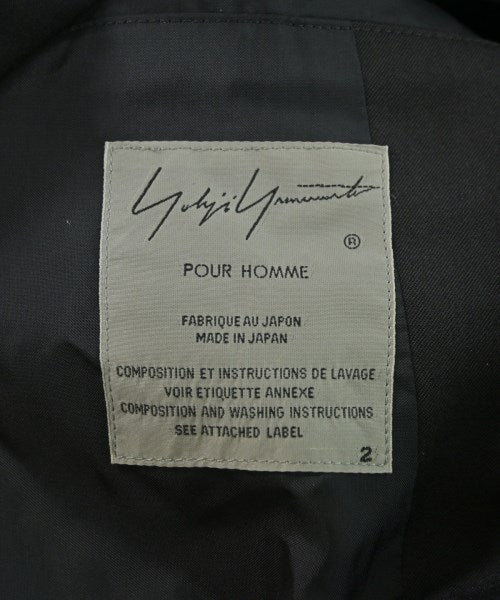 Yohji Yamamoto
®
POUR HOMME
FABRIQUE AU JAPON
MADE IN JAPAN
COMPOSITION ET INSTRUCTIONS DE LAVAGE
VOIR ETIQUETTE ANNEXE
COMPOSITION AND WASHING INSTRUCTIONS
SEE ATTACHED LABEL
2